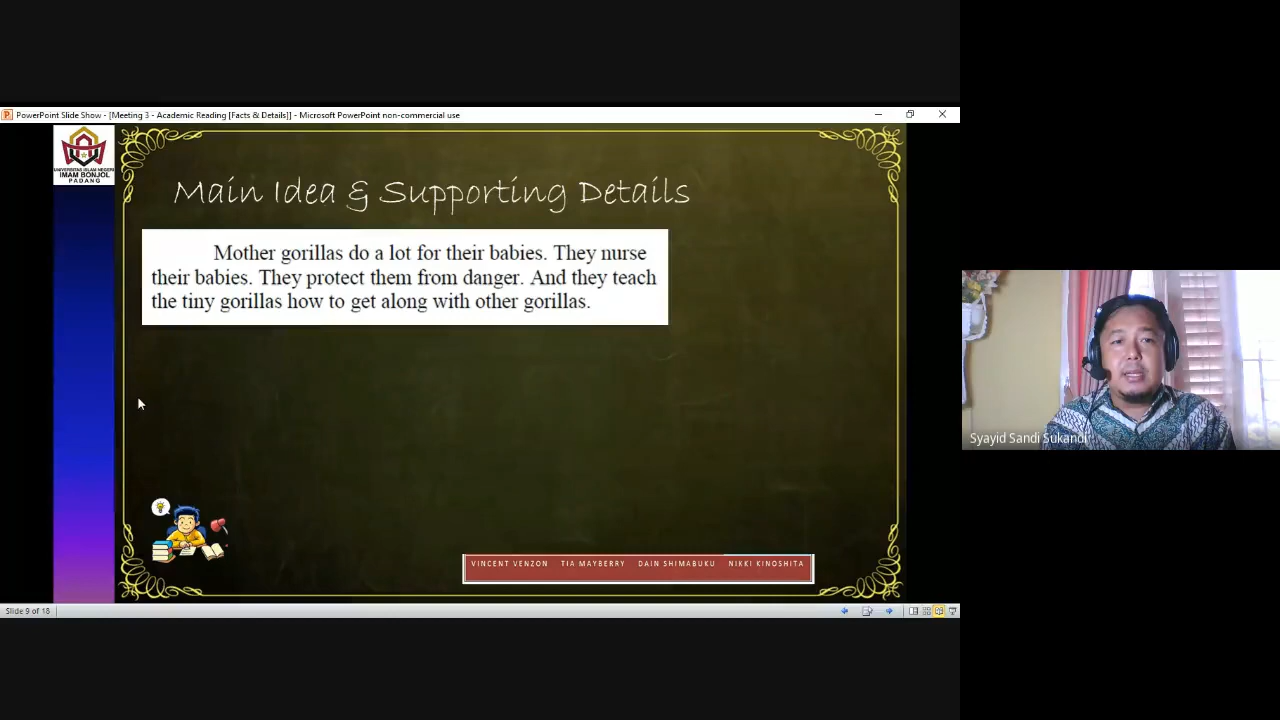 PowerPoint Slide Show - [Meeting 3 - Academic Reading [Facts & Details]] - Microsoft PowerPoint non-commercial use
UNIVERSITAS ISLAM NEGERI
IMAM BONJOL
PADANG
Main Idea & Supporting Details
Mother gorillas do a lot for their babies. They nurse
their babies. They protect them from danger. And they teach
the tiny gorillas how to get along with other gorillas.
Syayid Sandi Sukandi
VINCENT VENZON TIA MAYBERRY DAIN SHIMABUKU NIKKI KINOSHITA
Slide 9 of 18